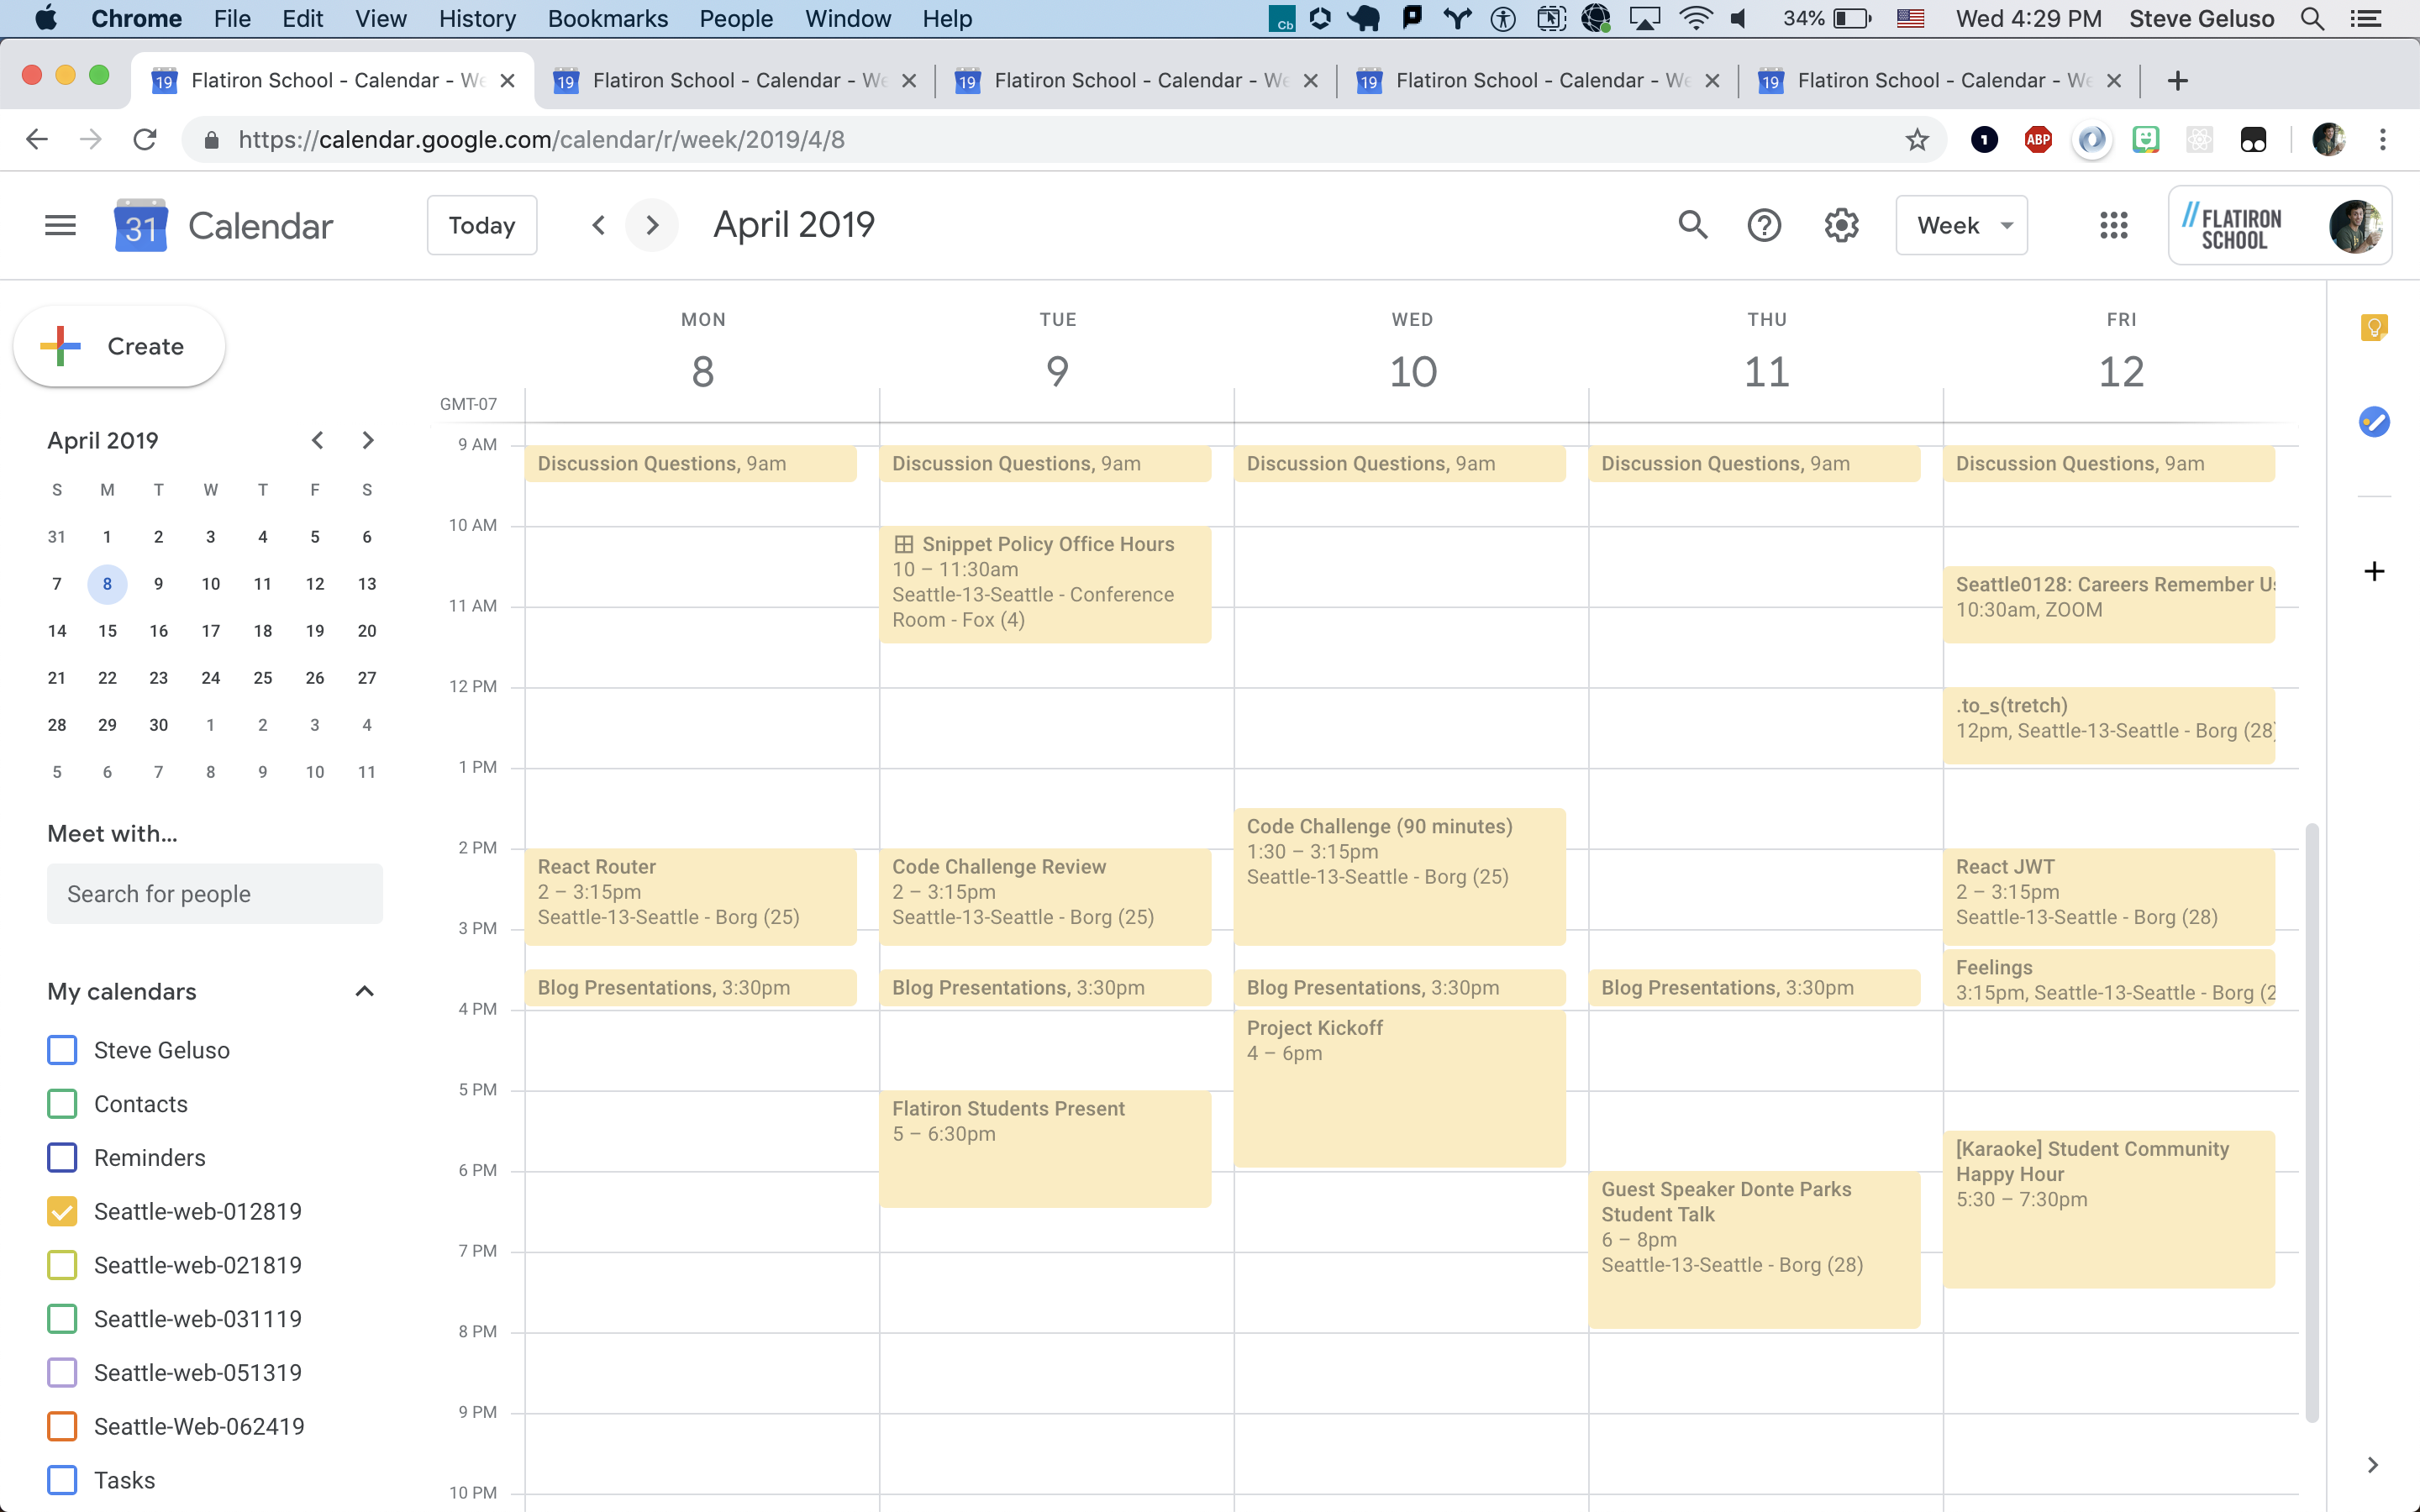 Chrome File Edit View History Bookmarks People Window Help
Cb
34% Wed 4:29 PM Steve Geluso
19 Flatiron School - Calendar - We
19 Flatiron School - Calendar - We
19 Flatiron School - Calendar - We
19 Flatiron School - Calendar - We
19 Flatiron School - Calendar - We
https://calendar.google.com/calendar/r/week/2019/4/8
1
ABP
31 Calendar
Today
April 2019
Week
// FLATIRON
SCHOOL
Create
April 2019
S M T W T F S
31 1 2 3 4 5 6
7 8 9 10 11 12 13
14 15 16 17 18 19 20
21 22 23 24 25 26 27
28 29 30 1 2 3 4
5 6 7 8 9 10 11
Meet with...
Search for people
My calendars
Steve Geluso
Contacts
Reminders
Seattle-web-012819
Seattle-web-021819
Seattle-web-031119
Seattle-web-051319
Seattle-Web-062419
Tasks
GMT-07
9 AM
10 AM
11 AM
12 PM
1 PM
2 PM
3 PM
4 PM
5 PM
6 PM
7 PM
8 PM
9 PM
10 PM
MON
8
Discussion Questions, 9am
React Router
2 – 3:15pm
Seattle-13-Seattle - Borg (25)
Blog Presentations, 3:30pm
TUE
9
Discussion Questions, 9am
Snippet Policy Office Hours
10 – 11:30am
Seattle-13-Seattle - Conference
Room - Fox (4)
Code Challenge Review
2 – 3:15pm
Seattle-13-Seattle - Borg (25)
Blog Presentations, 3:30pm
Flatiron Students Present
5 – 6:30pm
WED
10
Discussion Questions, 9am
Code Challenge (90 minutes)
1:30 – 3:15pm
Seattle-13-Seattle - Borg (25)
Blog Presentations, 3:30pm
Project Kickoff
4 – 6pm
THU
11
Discussion Questions, 9am
Blog Presentations, 3:30pm
Guest Speaker Donte Parks
Student Talk
6 – 8pm
Seattle-13-Seattle - Borg (28)
FRI
12
Discussion Questions, 9am
Seattle0128: Careers Remember Us
10:30am, ZOOM
.to_s(tretch)
12pm, Seattle-13-Seattle - Borg (28)
React JWT
2 – 3:15pm
Seattle-13-Seattle - Borg (28)
Feelings
3:15pm, Seattle-13-Seattle - Borg (2
[Karaoke] Student Community
Happy Hour
5:30 – 7:30pm